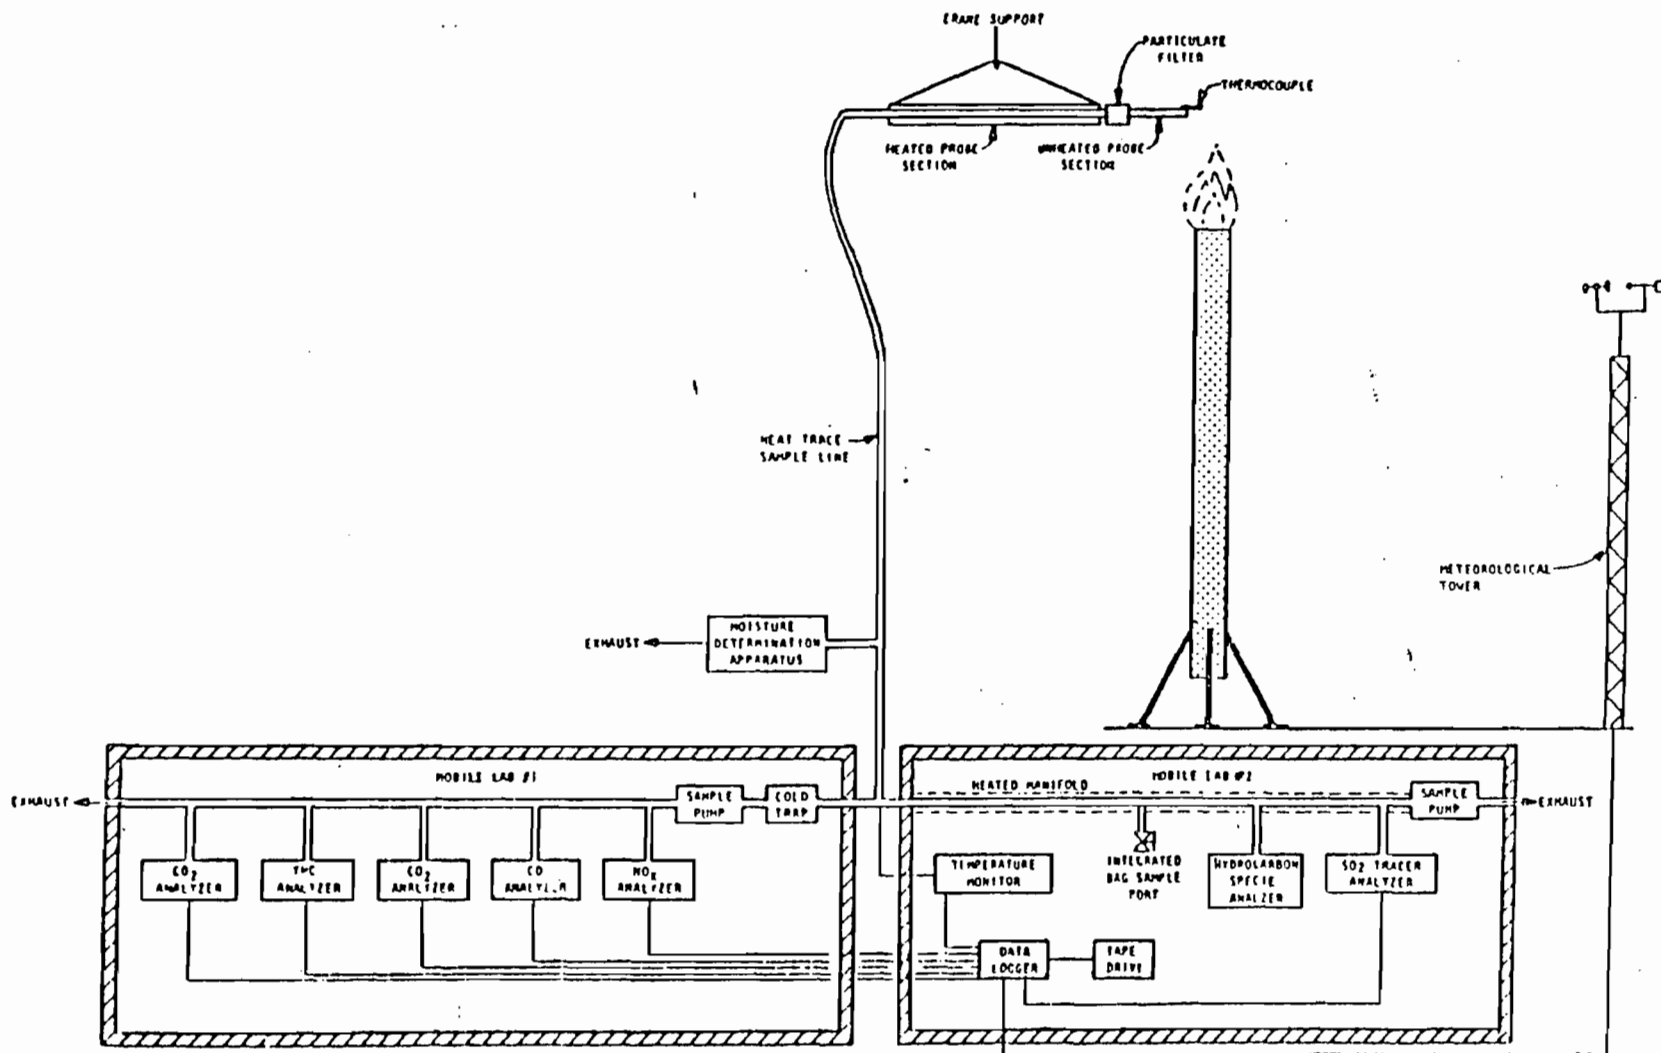 CRANE SUPPORT
PARTICULATE
FILTER
THERMOCOUPLE
HEATED PROBE
SECTION
UNHEATED PROBE
SECTION
HEAT TRACE
SAMPLE LINE
METEOROLOGICAL
TOWER
EXHAUST
MOISTURE
DETERMINATION
APPARATUS
MOBILE LAB #1
EXHAUST
SAMPLE
PUMP
COLD
TRAP
CO2
ANALYZER
THC
ANALYZER
CO2
ANALYZER
CO
ANALYZER
NOX
ANALYZER
MOBILE LAB #2
HEATED MANIFOLD
SAMPLE
PUMP
EXHAUST
TEMPERATURE
MONITOR
INTEGRATED
BAG SAMPLE
PORT
HYDROCARBON
SPECIE
ANALZER
SO2 TRACER
ANALYZER
DATA
LOGGER
TAPE
DRIVE